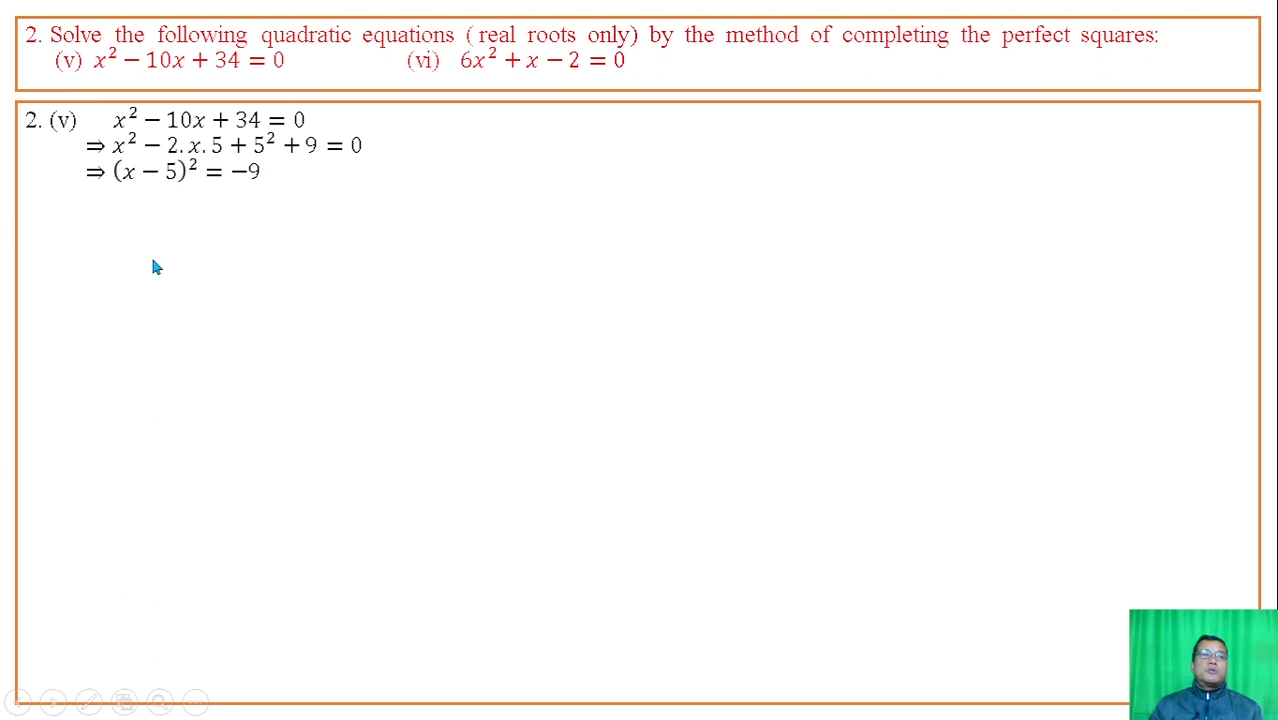 2. Solve the following quadratic equations ( real roots only) by the method of completing the perfect squares:
(v) 𝑥² − 10𝑥 + 34 = 0 (vi) 6𝑥² + 𝑥 − 2 = 0
2. (v) 𝑥² − 10𝑥 + 34 = 0
⇒ 𝑥² − 2. 𝑥. 5 + 5² + 9 = 0
⇒ (𝑥 − 5)² = −9